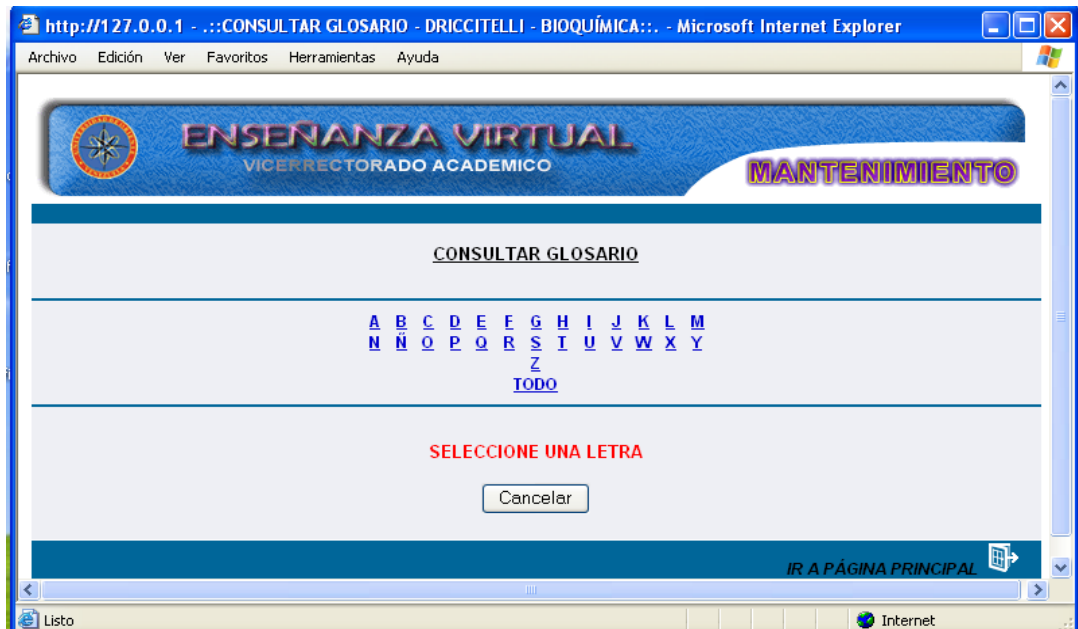 http://127.0.0.1 - ..::CONSULTAR GLOSARIO - DRICCITELLI - BIOQUÍMICA::.. - Microsoft Internet Explorer
Archivo Edición Ver Favoritos Herramientas Ayuda
ENSEÑANZA VIRTUAL
VICERRECTORADO ACADEMICO
MANTENIMIENTO
CONSULTAR GLOSARIO
A B C D E F G H I J K L M
N Ñ O P Q R S T U V W X Y
Z
TODO
SELECCIONE UNA LETRA
Cancelar
IR A PÁGINA PRINCIPAL
Listo Internet